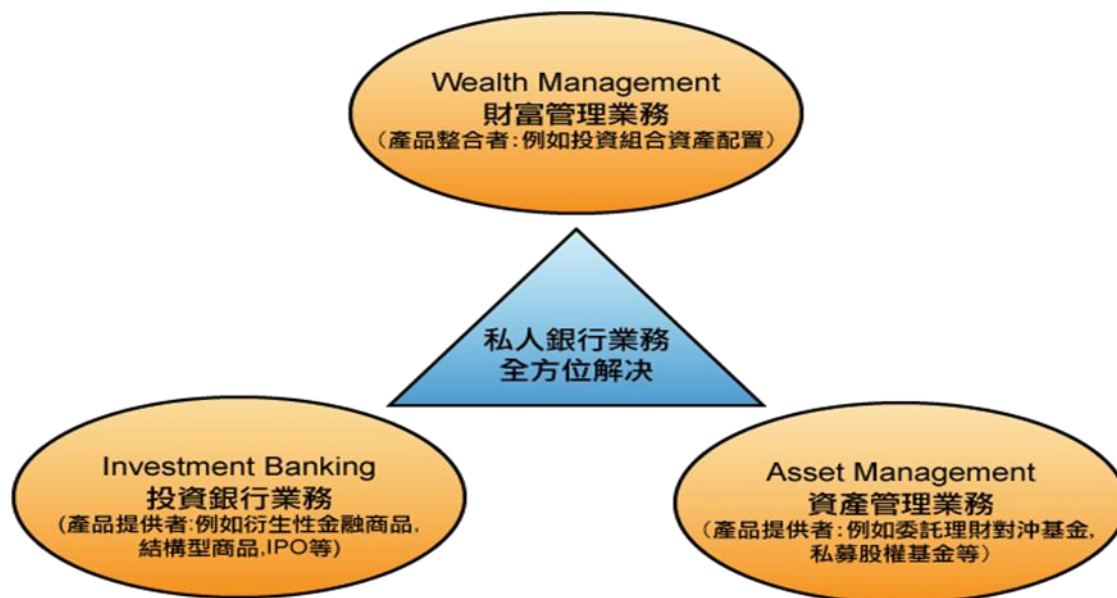 Wealth Management
財富管理業務
（產品整合者：例如投資組合資產配置）
私人銀行業務
全方位解決
Investment Banking
投資銀行業務
(產品提供者:例如衍生性金融商品,
結構型商品,IPO等)
Asset Management
資產管理業務
（產品提供者：例如委託理財對沖基金,
私募股權基金等）